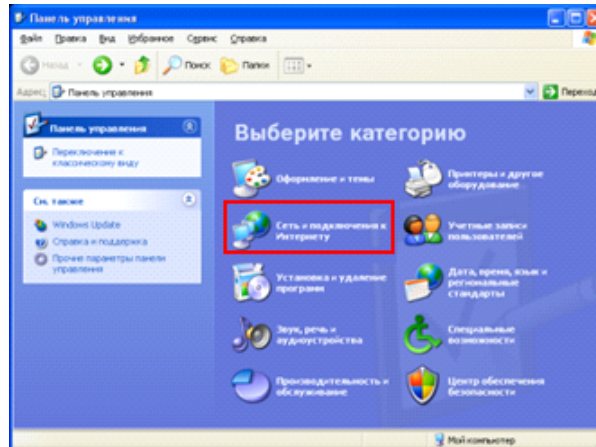 Панель управления
Файл Правка Вид Избранное Сервис Справка
Назад Поиск Папки
Адрес: Панель управления Переход
Панель управления
Переключение к
классическому виду
См. также
Windows Update
Справка и поддержка
Прочие параметры панели
управления
Выберите категорию
Оформление и темы
Принтеры и другое
оборудование
Сеть и подключения к
Интернету
Учетные записи
пользователей
Установка и удаление
программ
Дата, время, язык и
региональные
стандарты
Звук, речь и
аудиоустройства
Специальные
возможности
Производительность и
обслуживание
Центр обеспечения
безопасности
Мой компьютер